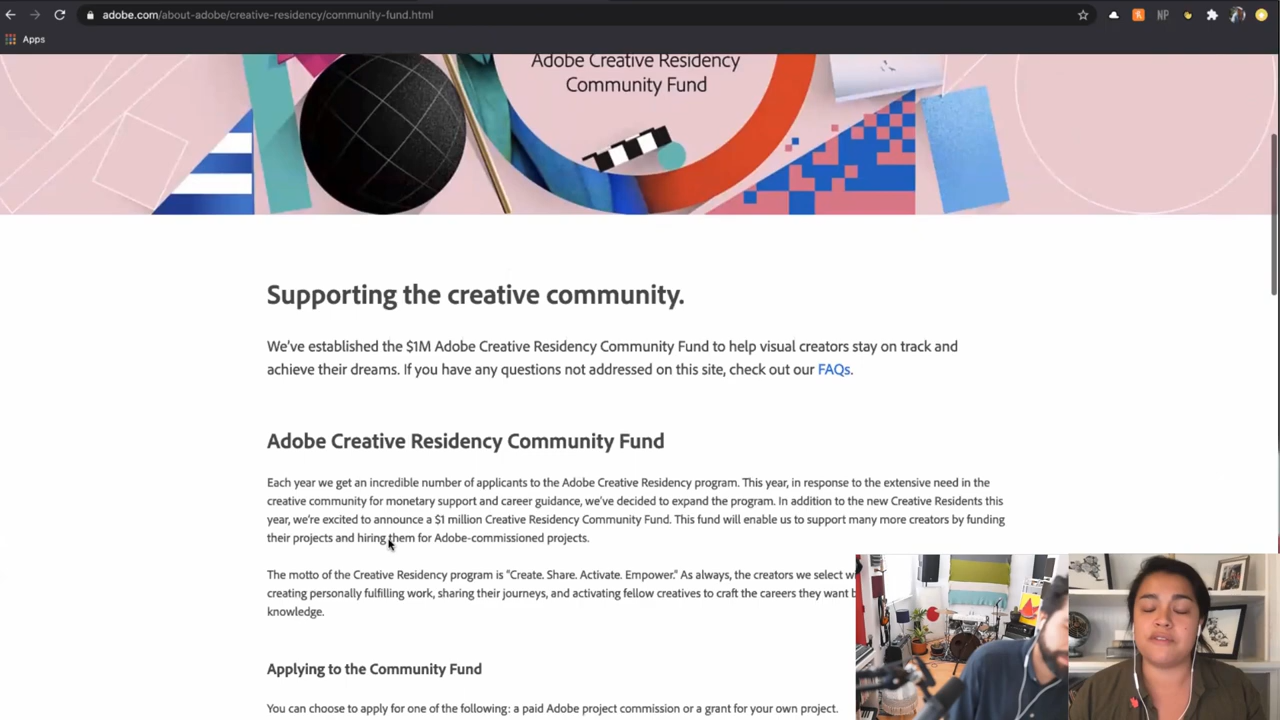 adobe.com/about-adobe/creative-residency/community-fund.html
NP
Apps
Adobe Creative Residency
Community Fund
Supporting the creative community.
We've established the $1M Adobe Creative Residency Community Fund to help visual creators stay on track and
achieve their dreams. If you have any questions not addressed on this site, check out our FAQs.
Adobe Creative Residency Community Fund
Each year we get an incredible number of applicants to the Adobe Creative Residency program. This year, in response to the extensive need in the
creative community for monetary support and career guidance, we've decided to expand the program. In addition to the new Creative Residents this
year, we're excited to announce a $1 million Creative Residency Community Fund. This fund will enable us to support many more creators by funding
their projects and hiring them for Adobe-commissioned projects.
The motto of the Creative Residency program is "Create. Share. Activate. Empower." As always, the creators we select w
creating personally fulfilling work, sharing their journeys, and activating fellow creatives to craft the careers they want b
knowledge.
Applying to the Community Fund
You can choose to apply for one of the following: a paid Adobe project commission or a grant for your own project.